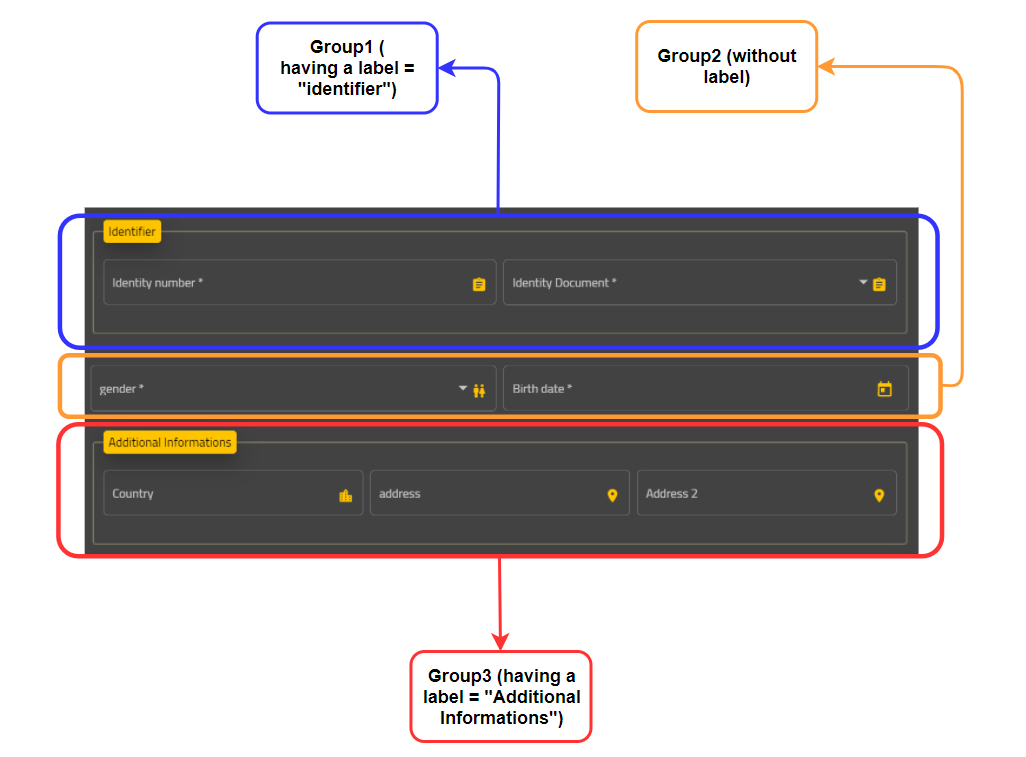 Group1 (
having a label =
"identifier")
Group2 (without
label)
Identifier
Identity number *
Identity Document *
gender *
Birth date *
Additional Informations
Country
address
Address 2
Group3 (having a
label = "Additional
Informations")